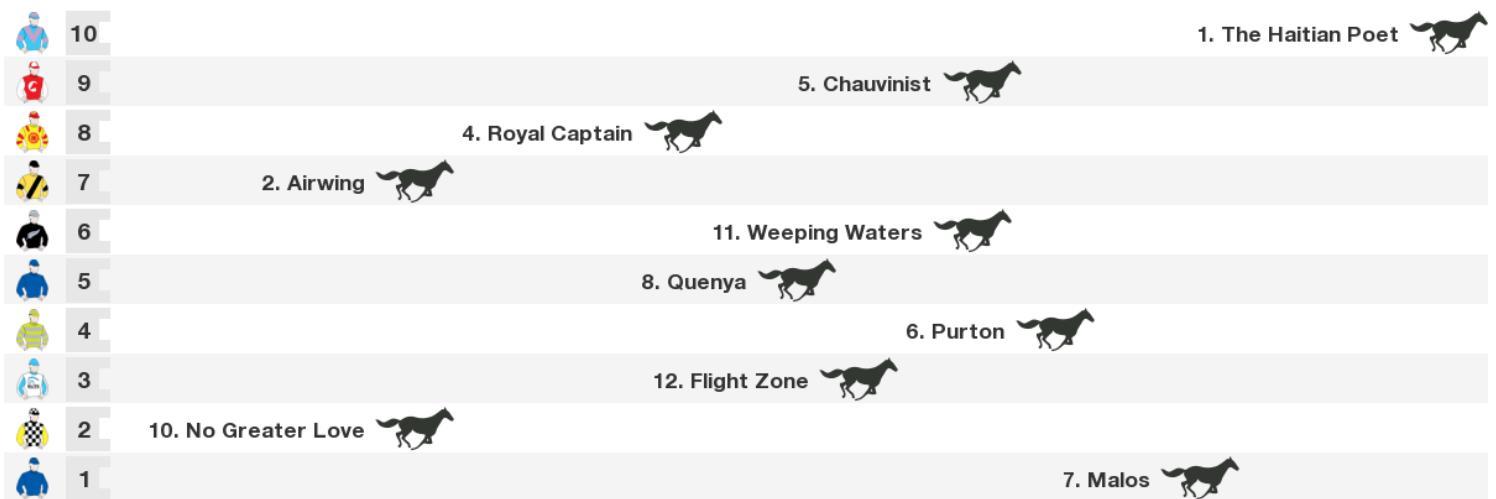 10 1. The Haitian Poet
9 5. Chauvinist
8 4. Royal Captain
7 2. Airwing
6 11. Weeping Waters
5 8. Quenya
4 6. Purton
3 12. Flight Zone
2 10. No Greater Love
1 7. Malos